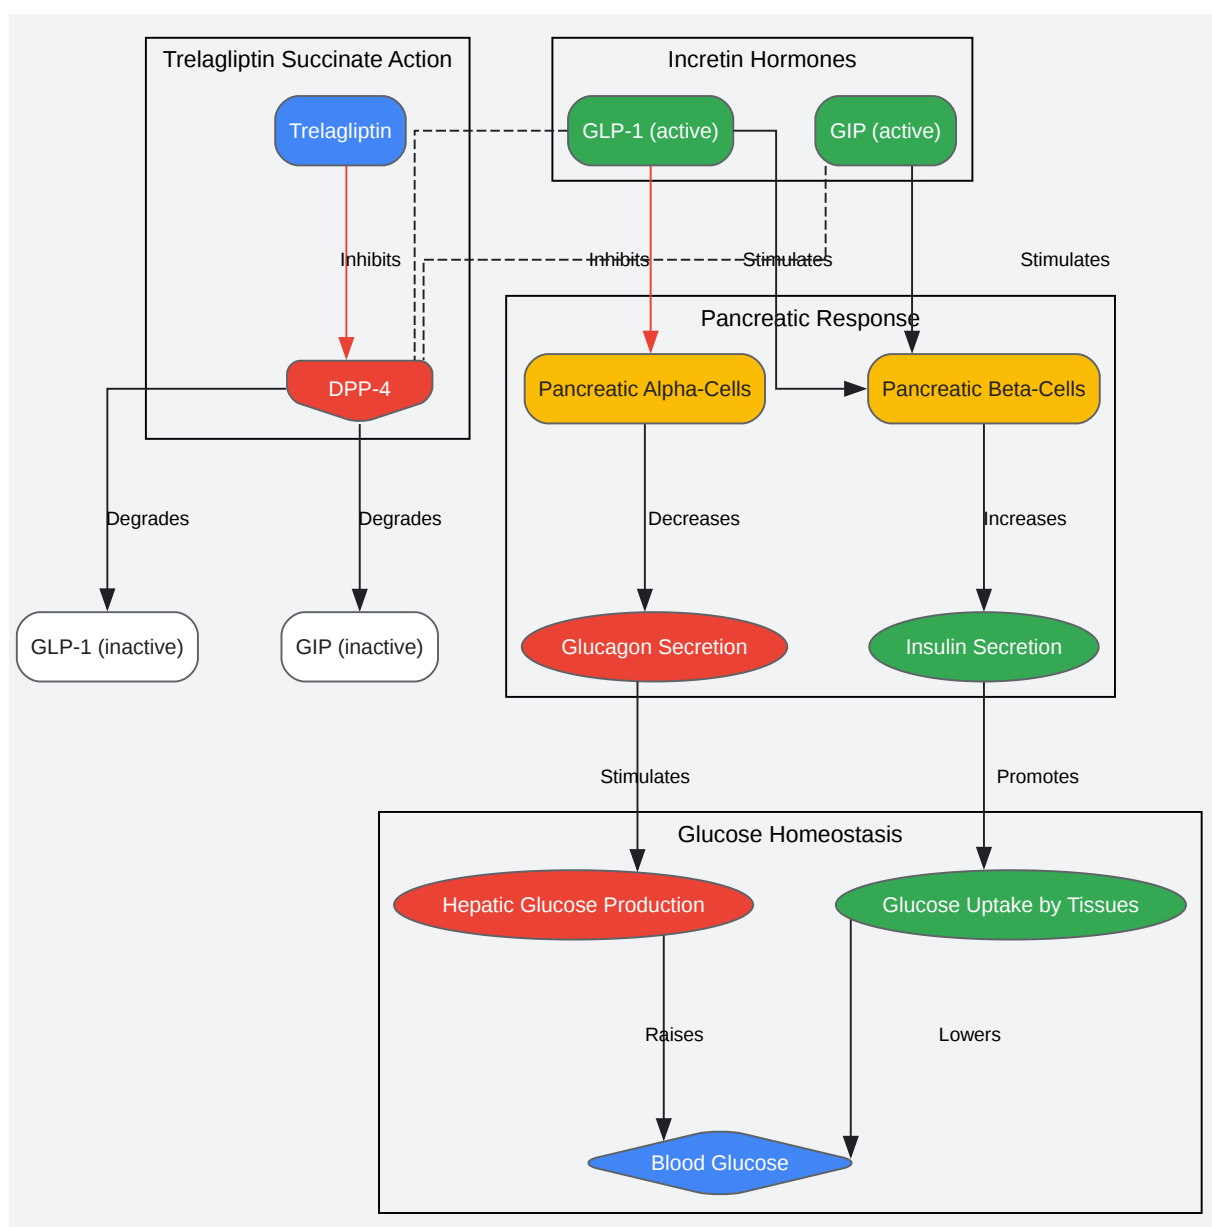 Trelagliptin Succinate Action
Incretin Hormones
Trelagliptin
GLP-1 (active)
GIP (active)
Inhibits
Inhibits
Stimulates
Stimulates
Pancreatic Response
DPP-4
Pancreatic Alpha-Cells
Pancreatic Beta-Cells
Degrades
Degrades
Decreases
Increases
GLP-1 (inactive)
GIP (inactive)
Glucagon Secretion
Insulin Secretion
Stimulates
Promotes
Glucose Homeostasis
Hepatic Glucose Production
Glucose Uptake by Tissues
Raises
Lowers
Blood Glucose